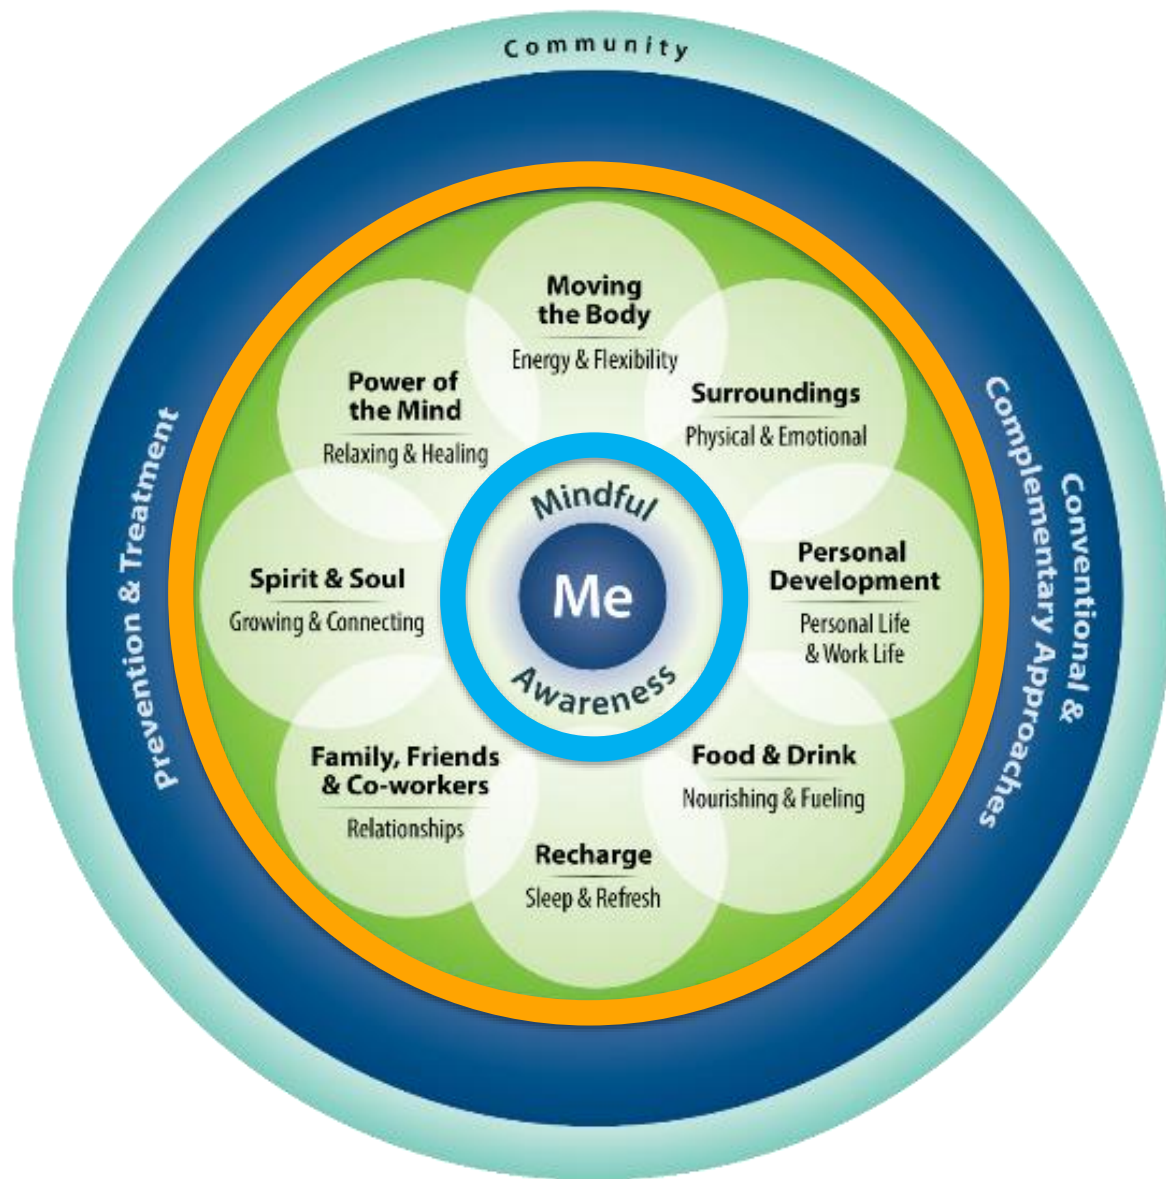 Community
Prevention & Treatment
Conventional &
Complementary Approaches
Moving
the Body
Energy & Flexibility
Surroundings
Physical & Emotional
Personal
Development
Personal Life
& Work Life
Food & Drink
Nourishing & Fueling
Recharge
Sleep & Refresh
Family, Friends
& Co-workers
Relationships
Spirit & Soul
Growing & Connecting
Power of
the Mind
Relaxing & Healing
Mindful
Me
Awareness